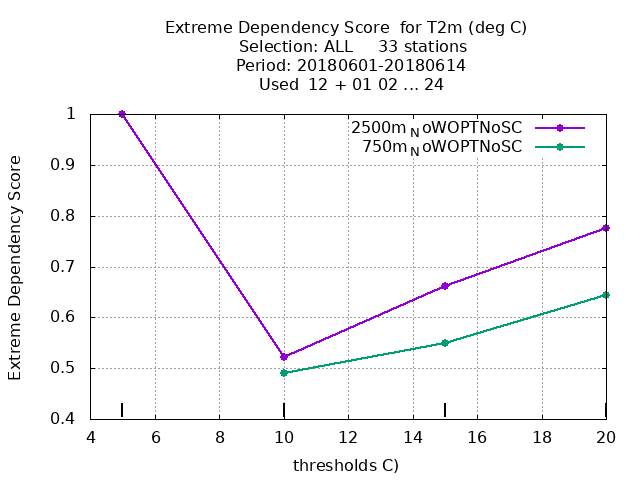 Extreme Dependency Score  for T2m (deg C)
Selection: ALL     33 stations
Period: 20180601-20180614
Used  12 + 01 02 ... 24
2500m_NoWOPTNoSC
750m_NoWOPTNoSC
Extreme Dependency Score
1
0.9
0.8
0.7
0.6
0.5
0.4
4 6 8 10 12 14 16 18 20
thresholds C)